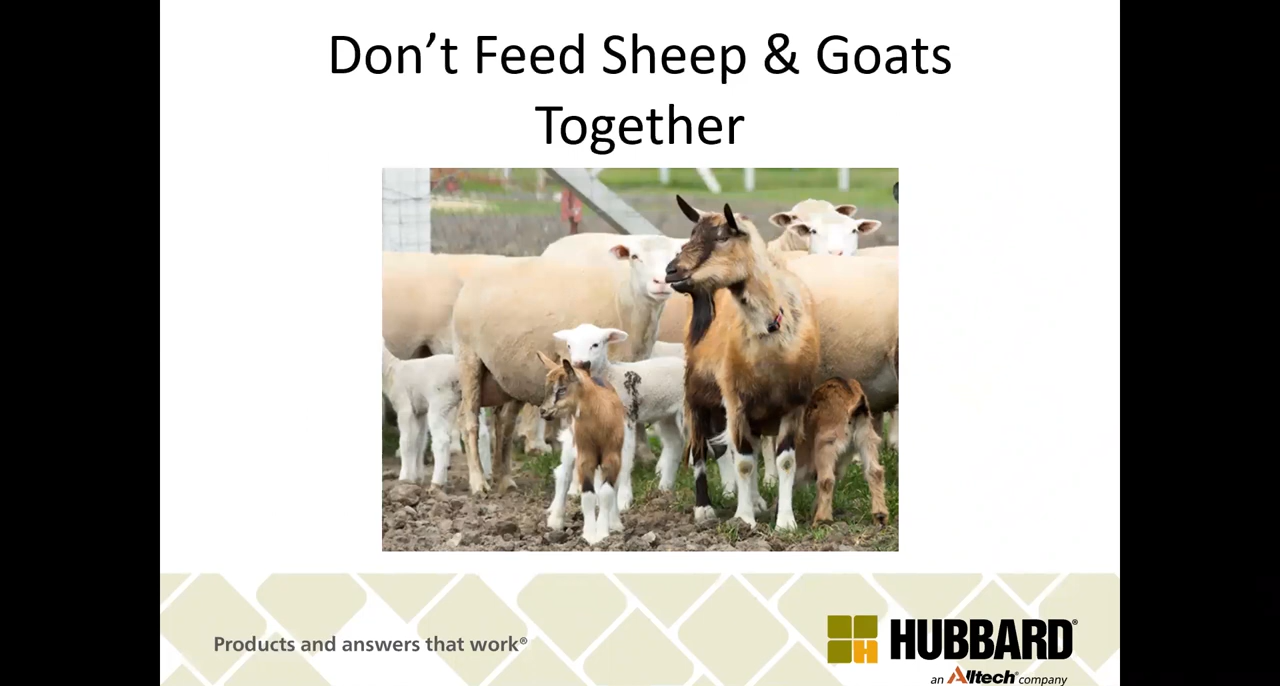 Don’t Feed Sheep & Goats
Together
Products and answers that work®
HUBBARD®
an Alltech® company